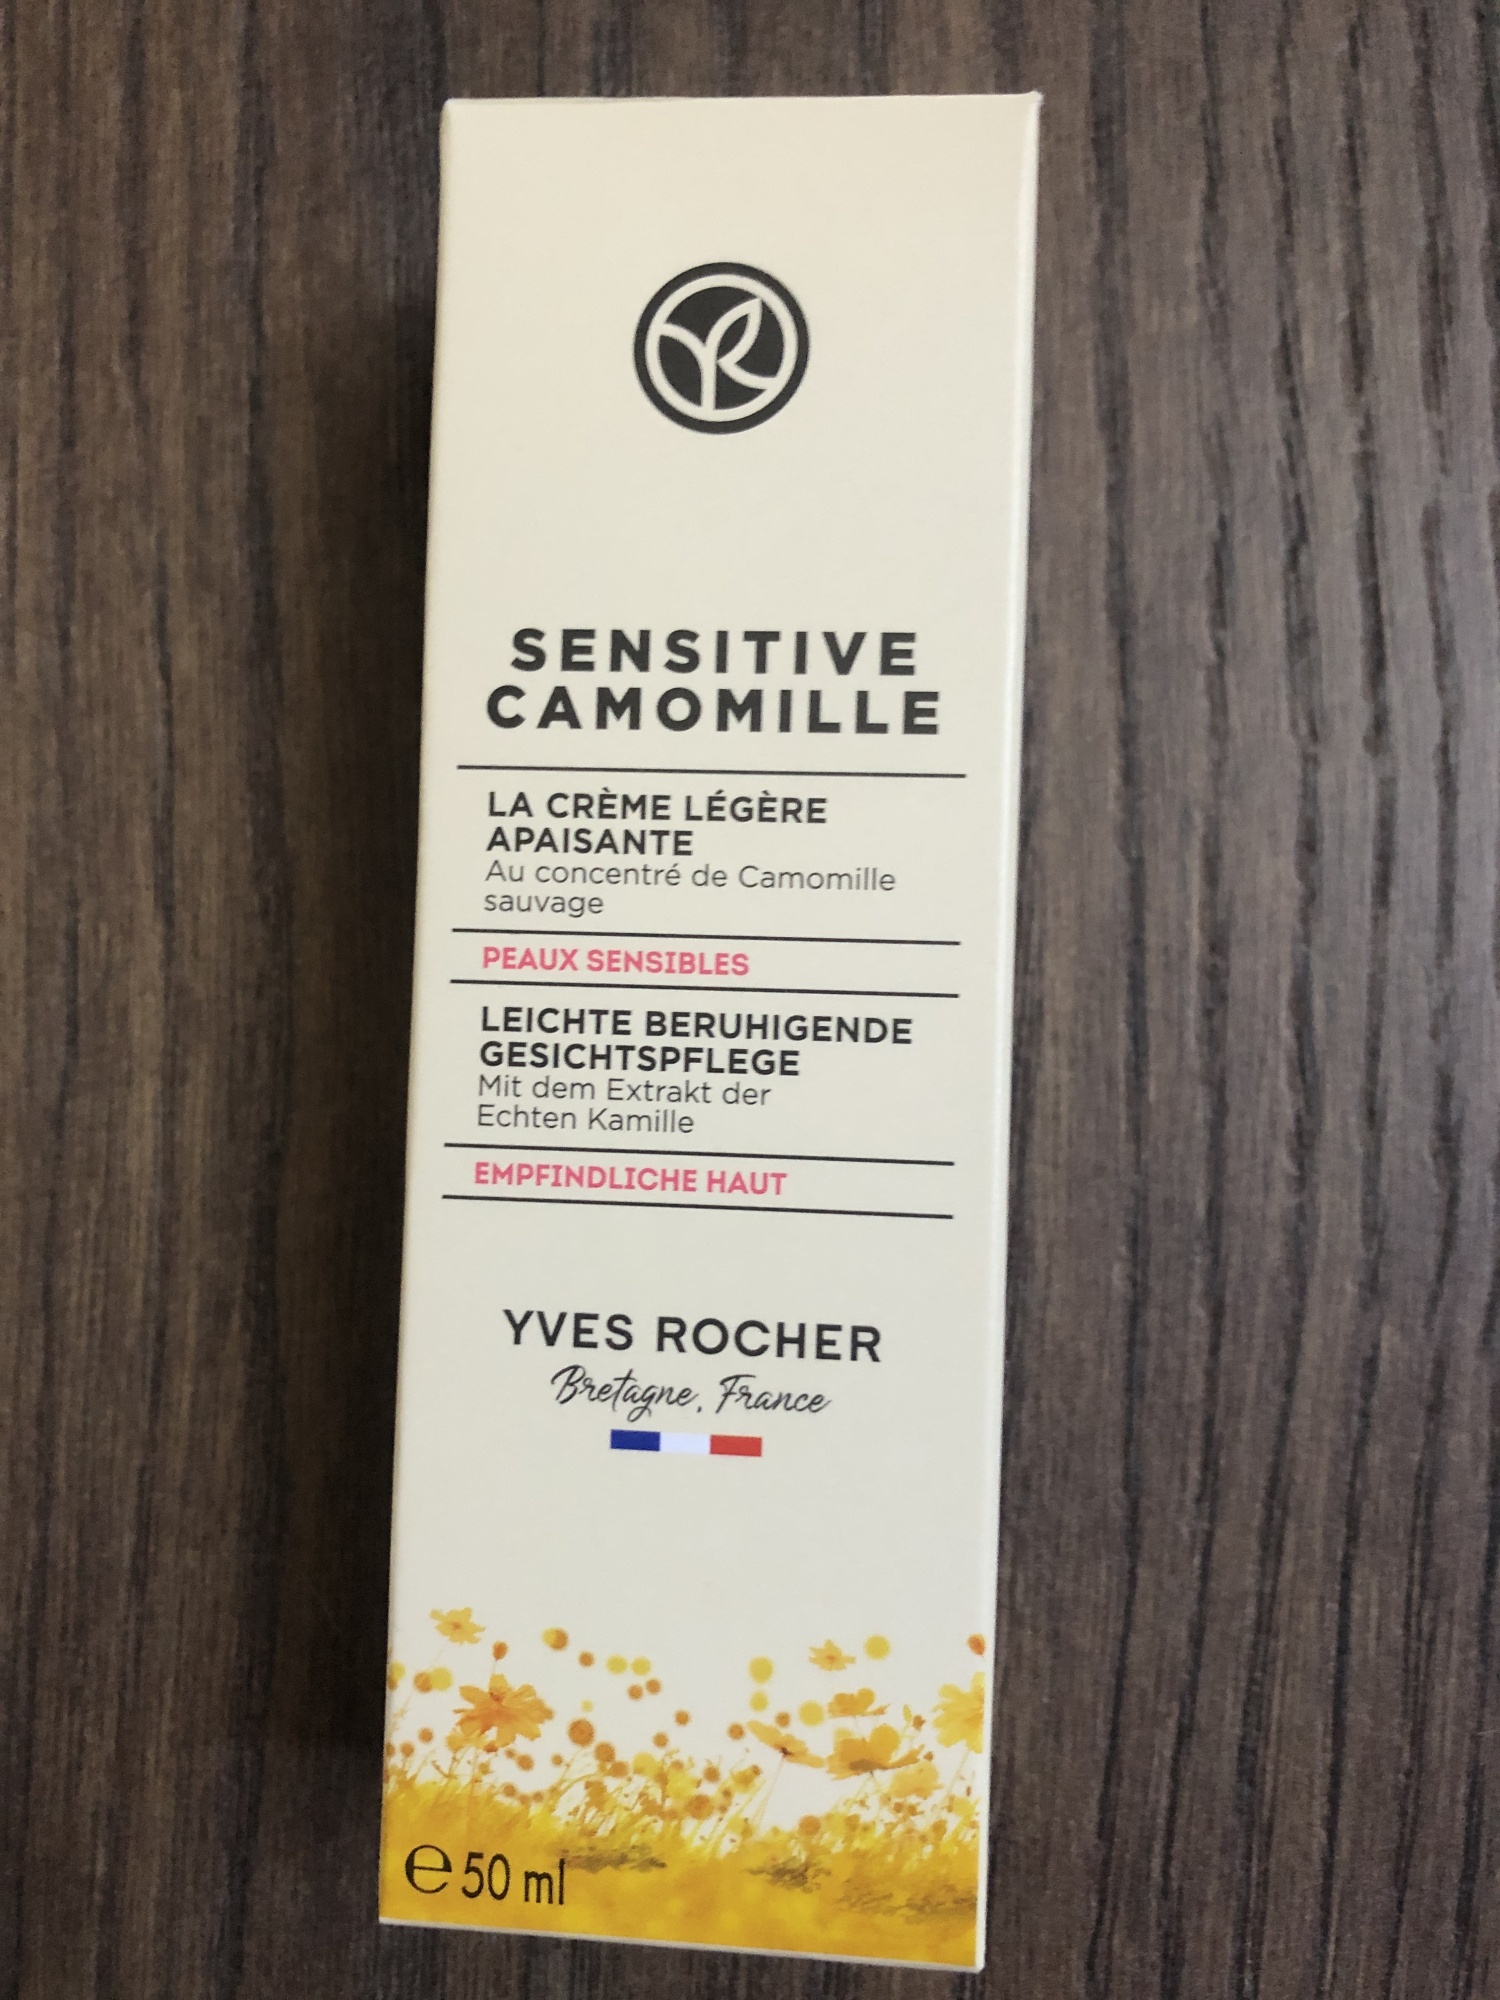 SENSITIVE
CAMOMILLE
LA CRÈME LÉGÈRE
APAISANTE
Au concentré de Camomille
sauvage
PEAUX SENSIBLES
LEICHTE BERUHIGENDE
GESICHTSPFLEGE
Mit dem Extrakt der
Echten Kamille
EMPFINDLICHE HAUT
YVES ROCHER
Bretagne, France
℮ 50 ml